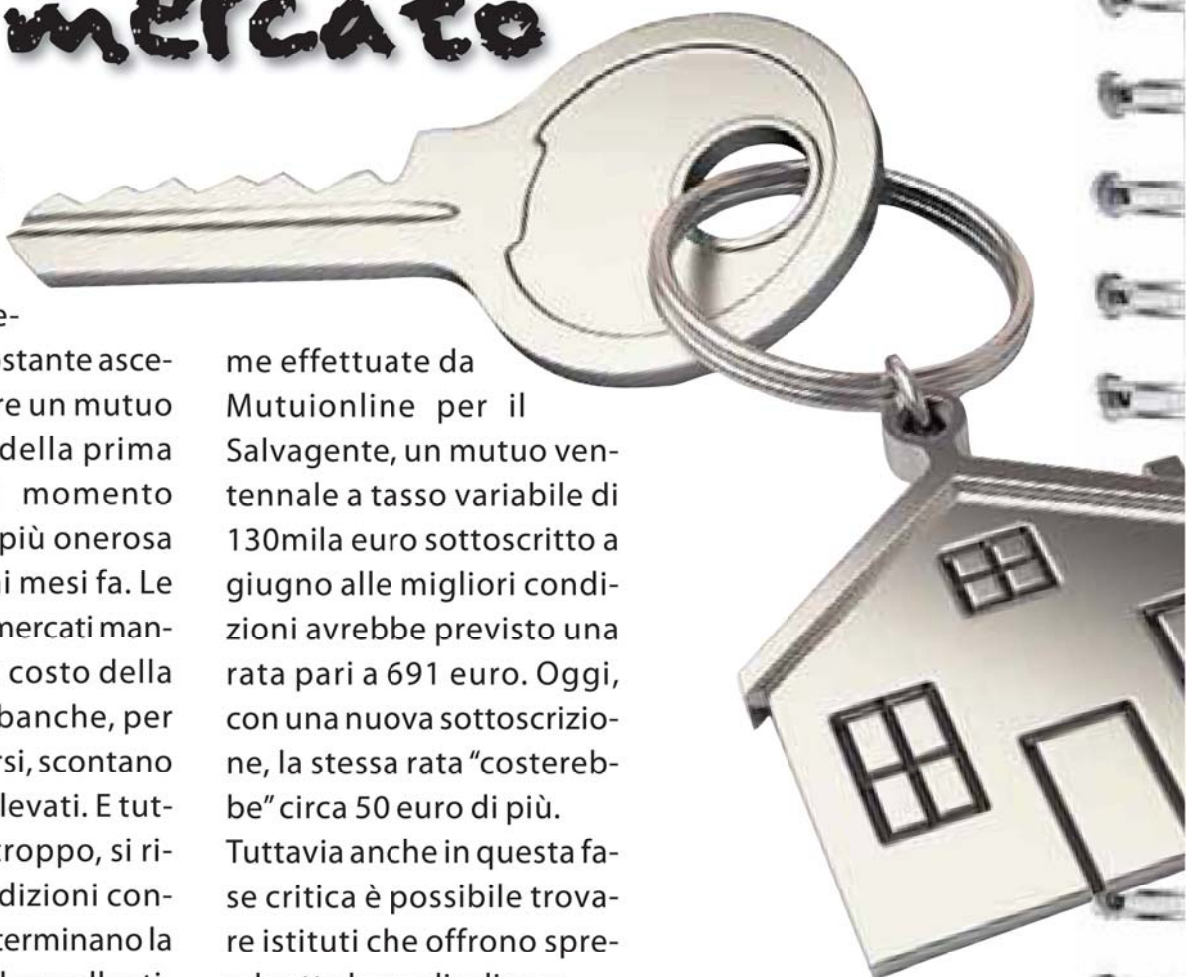 mercato
e-
stante asce-
re un mutuo
della prima
momento
più onerosa
ni mesi fa. Le
mercati man-
costo della
banche, per
rsi, scontano
levati. E tut-
troppo, si ri-
dizioni con-
terminano la
me effettuate da
Mutuionline per il
Salvagente, un mutuo ven-
tennale a tasso variabile di
130mila euro sottoscritto a
giugno alle migliori condi-
zioni avrebbe previsto una
rata pari a 691 euro. Oggi,
con una nuova sottoscrizio-
ne, la stessa rata “costereb-
be” circa 50 euro di più.
Tuttavia anche in questa fa-
se critica è possibile trova-
re istituti che offrono spre-